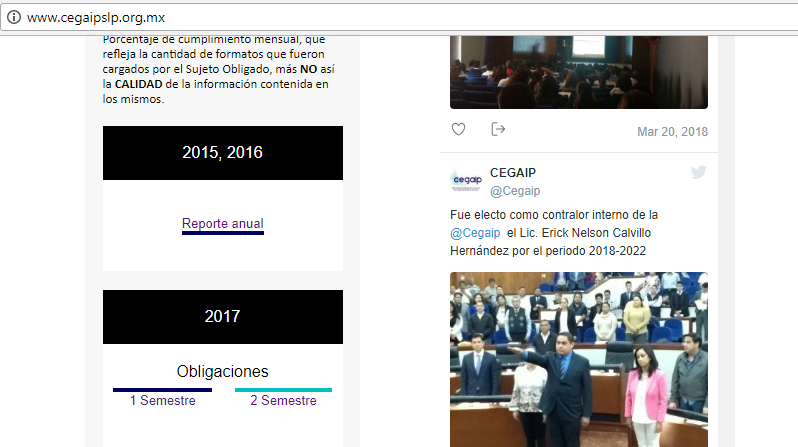 www.cegaipslp.org.mx
Porcentaje de cumplimiento mensual, que
refleja la cantidad de formatos que fueron
cargados por el Sujeto Obligado, más NO así
la CALIDAD de la información contenida en
los mismos.
2015, 2016
Reporte anual
2017
Obligaciones
1 Semestre
2 Semestre
Mar 20, 2018
cegaip
CEGAIP
@Cegaip
Fue electo como contralor interno de la
@Cegaip el Lic. Erick Nelson Calvillo
Hernández por el periodo 2018-2022